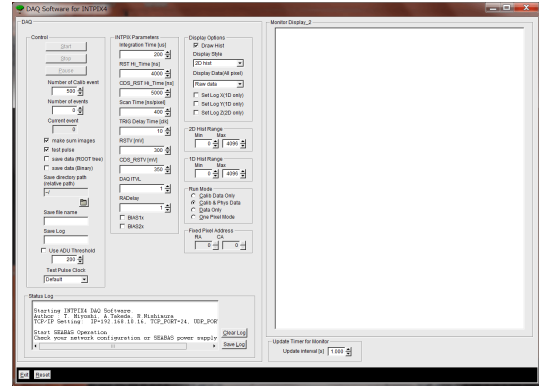 DAQ Software for INTPIX4
DAQ
Control
Start
Stop
Pause
Number of Calib event
500
Number of events
0
Current event
0
make sum images
test pulse
save data (ROOT tree)
save data (Binary)
Save directory path
(relative path)
~/
Save file name
Save Log
Use ADU Threshold
200
Test Pulse Clock
Default
INTPIX Parameters
Integration Time [us]
200
RST Hi_Time [ns]
4000
CDS_RST Hi_Time [ns]
5000
Scan Time [ns/pixel]
400
TRIG Delay Time [clk]
10
RSTV [mV]
300
CDS_RSTV [mV]
350
DAQ ITVL
1
RADelay
1
BIAS1x
BIAS2x
Display Options
Draw Hist
Display Style
2D hist
Display Data(All pixel)
Raw data
Set Log X(1D only)
Set Log Y(1D only)
Set Log Z(2D only)
2D Hist Range
Min Max
0 4096
1D Hist Range
Min Max
0 4096
Run Mode
Calib Data Only
Calib & Phys Data
Data Only
One Pixel Mode
Fixed Pixel Address
RA CA
0 0
Status Log
Starting INTPIX4 DAQ Software
Author : T. Miyoshi, A Takeda, R Nishimura
TCP/IP Setting : IP=192.168.10.16, TCP_PORT=24, UDP_POR
Start SEABAS Operation
Check your network configuration or SEABAS power supply
Clear Log
Save Log
Monitor Display_2
Update Timer for Monitor
Update interval [s] 1.000
Exit Reset